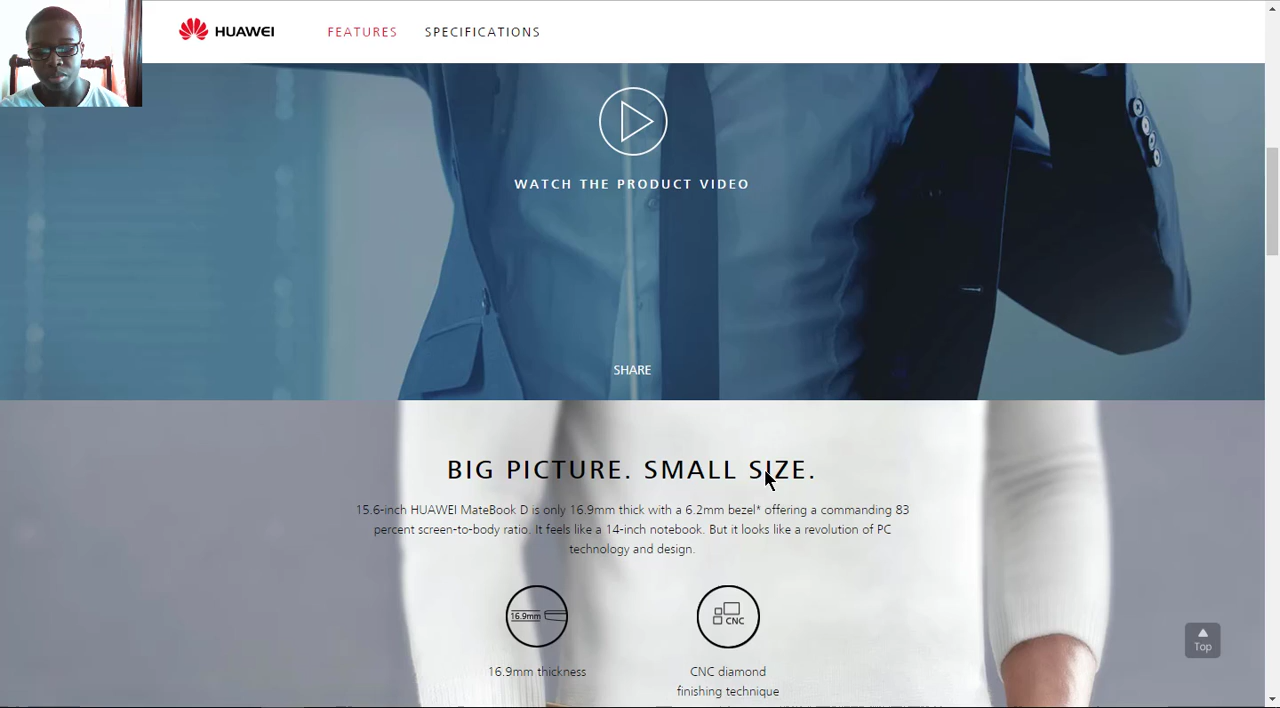 HUAWEI
FEATURES
SPECIFICATIONS
WATCH THE PRODUCT VIDEO
SHARE
BIG PICTURE. SMALL SIZE.
15.6-inch HUAWEI MateBook D is only 16.9mm thick with a 6.2mm bezel* offering a commanding 83
percent screen-to-body ratio. It feels like a 14-inch notebook. But it looks like a revolution of PC
technology and design.
16.9mm
CNC
Top
16.9mm thickness
CNC diamond
finishing technique